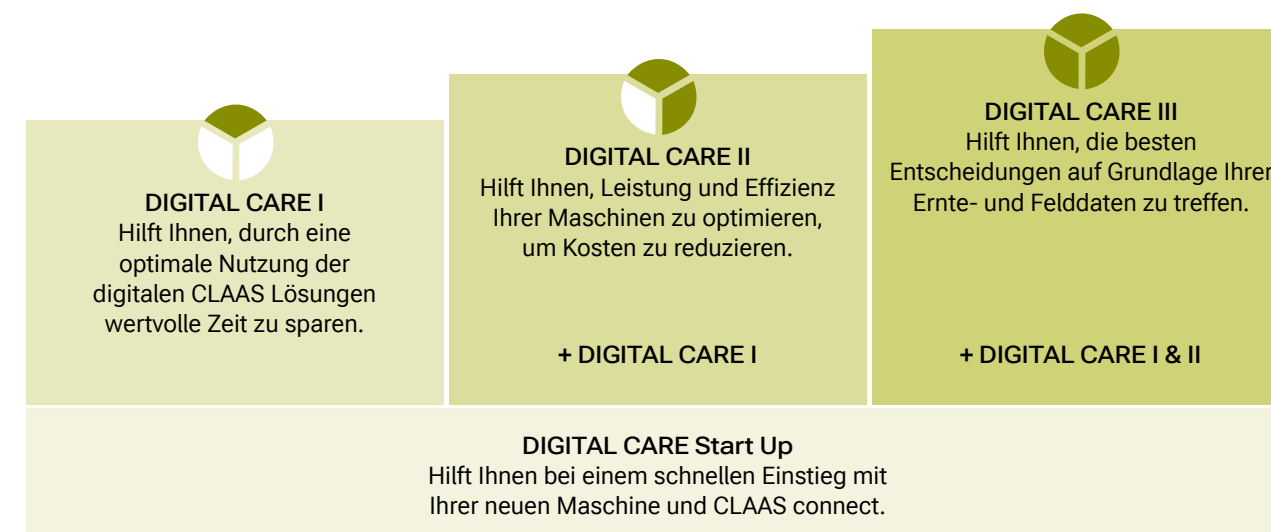 DIGITAL CARE I
Hilft Ihnen, durch eine
optimale Nutzung der
digitalen CLAAS Lösungen
wertvolle Zeit zu sparen.
DIGITAL CARE II
Hilft Ihnen, Leistung und Effizienz
Ihrer Maschinen zu optimieren,
um Kosten zu reduzieren.
+ DIGITAL CARE I
DIGITAL CARE III
Hilft Ihnen, die besten
Entscheidungen auf Grundlage Ihrer
Ernte- und Felddaten zu treffen.
+ DIGITAL CARE I & II
DIGITAL CARE Start Up
Hilft Ihnen bei einem schnellen Einstieg mit
Ihrer neuen Maschine und CLAAS connect.